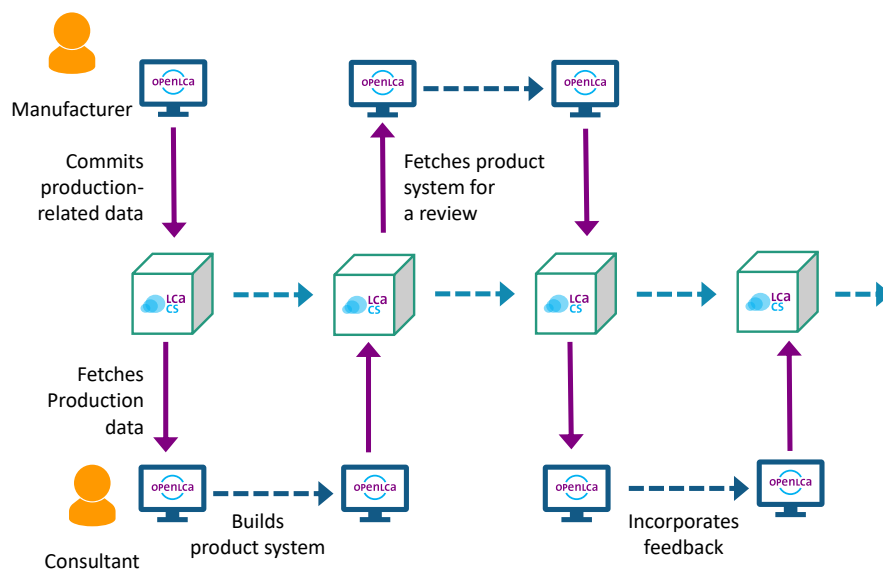 openLCa
openLCa
openLCa
Manufacturer
Commits
production-
related data
Fetches product
system for
a review
LCa
CS
LCa
CS
LCa
CS
LCa
CS
Fetches
Production
data
openLCa
openLCa
openLCa
openLCa
Builds
product system
Incorporates
feedback
Consultant